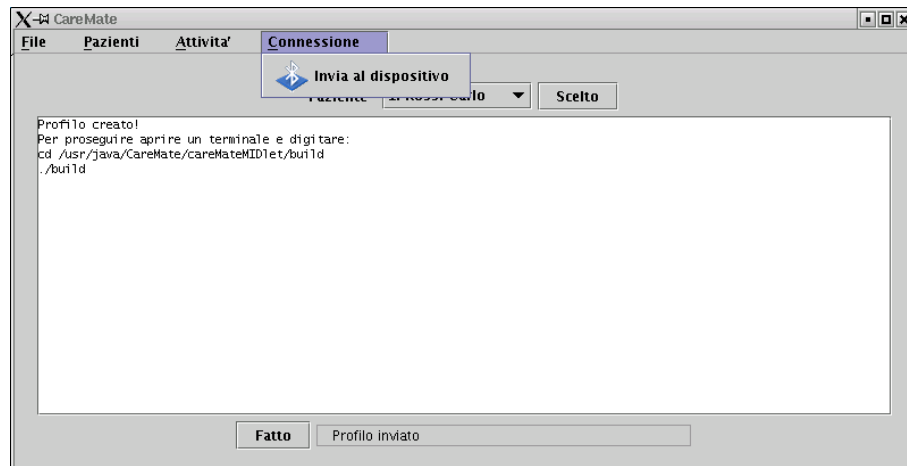 CareMate
File Pazienti Attivita' Connessione
Invia al dispositivo
Paziente Scelto
Profilo creato!
Per proseguire aprire un terminale e digitare:
cd /usr/java/CareMate/careMateMIDlet/build
./build
Fatto Profilo inviato